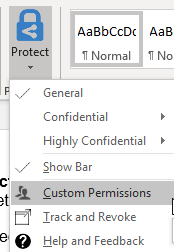 Protect
AaBbCcDc
¶ Normal
General
Confidential
Highly Confidential
Show Bar
Custom Permissions
Track and Revoke
Help and Feedback